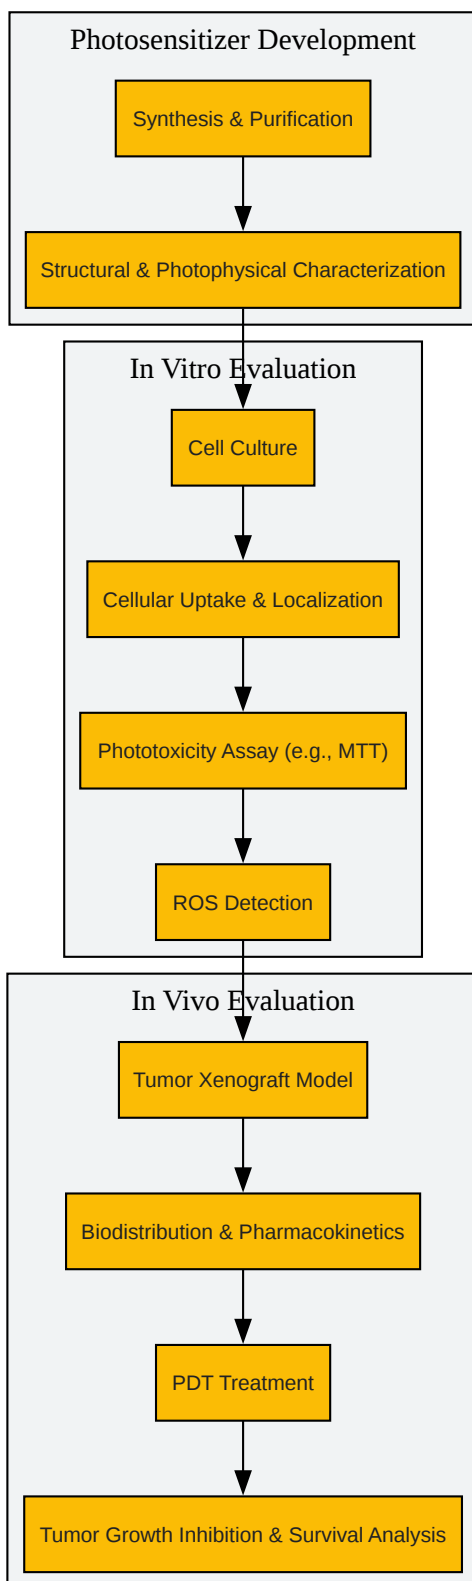 Photosensitizer Development
Synthesis & Purification
Structural & Photophysical Characterization
In Vitro Evaluation
Cell Culture
Cellular Uptake & Localization
Phototoxicity Assay (e.g., MTT)
ROS Detection
In Vivo Evaluation
Tumor Xenograft Model
Biodistribution & Pharmacokinetics
PDT Treatment
Tumor Growth Inhibition & Survival Analysis